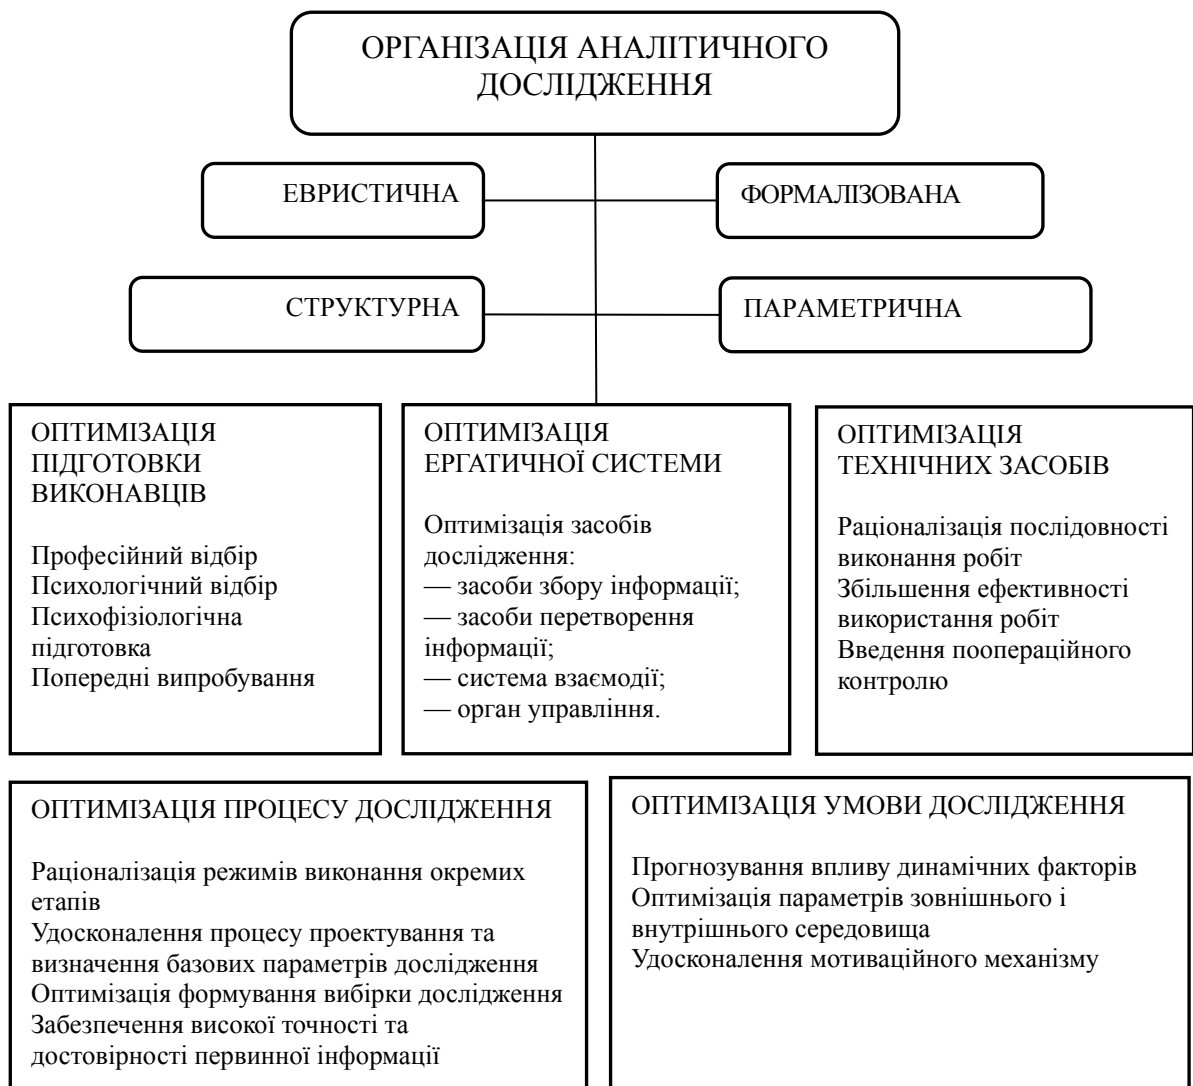 ОРГАНІЗАЦІЯ АНАЛІТИЧНОГО
ДОСЛІДЖЕННЯ
ЕВРИСТИЧНА
ФОРМАЛІЗОВАНА
СТРУКТУРНА
ПАРАМЕТРИЧНА
ОПТИМІЗАЦІЯ
ПІДГОТОВКИ
ВИКОНАВЦІВ
Професійний відбір
Психологічний відбір
Психофізіологічна
підготовка
Попередні випробування
ОПТИМІЗАЦІЯ
ЕРГАТИЧНОЇ СИСТЕМИ
Оптимізація засобів
дослідження:
— засоби збору інформації;
— засоби перетворення
інформації;
— система взаємодії;
— орган управління.
ОПТИМІЗАЦІЯ
ТЕХНІЧНИХ ЗАСОБІВ
Раціоналізація послідовності
виконання робіт
Збільшення ефективності
використання робіт
Введення поопераційного
контролю
ОПТИМІЗАЦІЯ ПРОЦЕСУ ДОСЛІДЖЕННЯ
Раціоналізація режимів виконання окремих
етапів
Удосконалення процесу проектування та
визначення базових параметрів дослідження
Оптимізація формування вибірки дослідження
Забезпечення високої точності та
достовірності первинної інформації
ОПТИМІЗАЦІЯ УМОВИ ДОСЛІДЖЕННЯ
Прогнозування впливу динамічних факторів
Оптимізація параметрів зовнішнього і
внутрішнього середовища
Удосконалення мотиваційного механізму